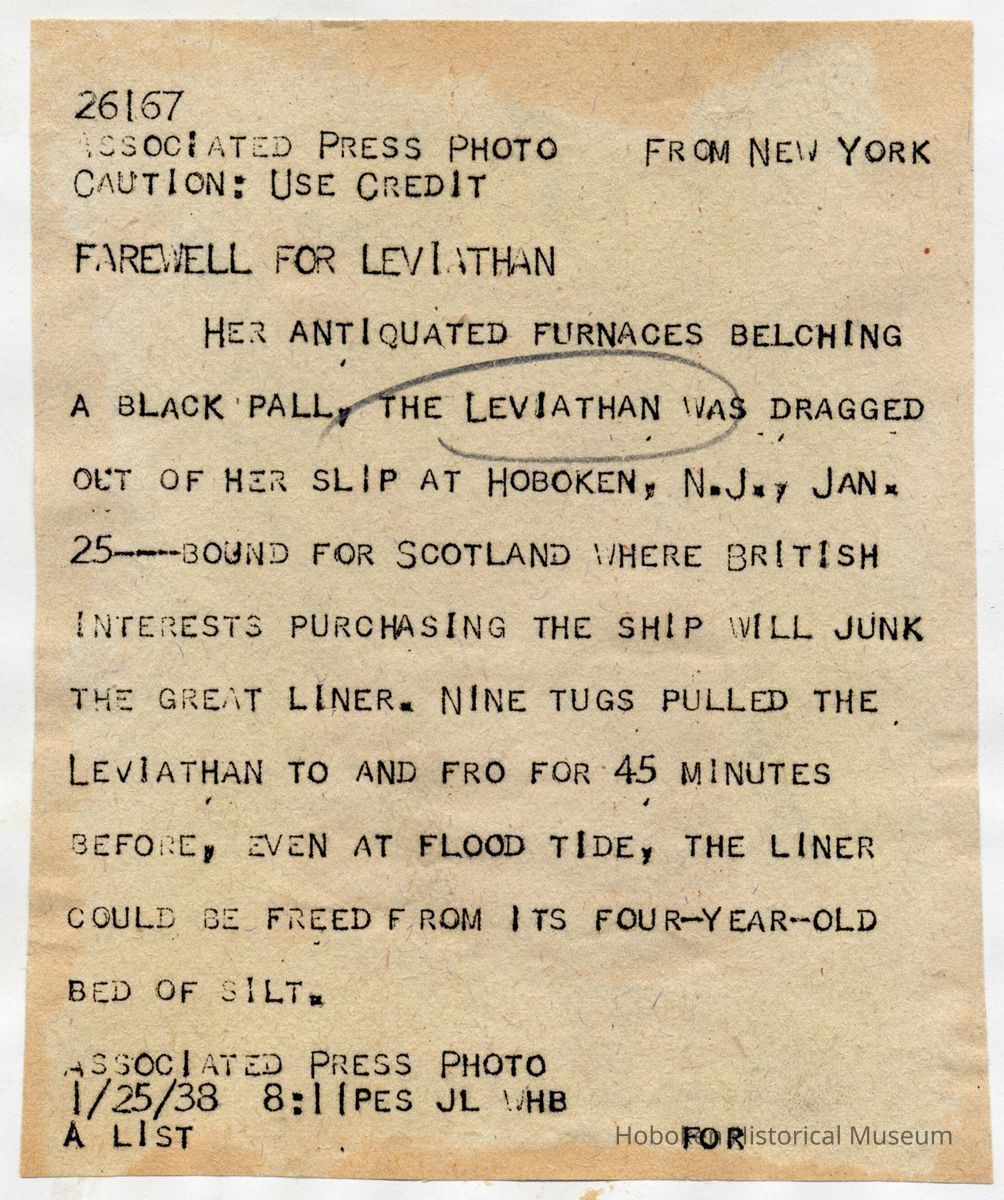 26167
ASSOCIATED PRESS PHOTO FROM NEW YORK
CAUTION: USE CREDIT
FAREWELL FOR LEVIATHAN
HER ANTIQUATED FURNACES BELCHING
A BLACK PALL, THE LEVIATHAN WAS DRAGGED
OUT OF HER SLIP AT HOBOKEN, N.J., JAN.
25----BOUND FOR SCOTLAND WHERE BRITISH
INTERESTS PURCHASING THE SHIP WILL JUNK
THE GREAT LINER. NINE TUGS PULLED THE
LEVIATHAN TO AND FRO FOR 45 MINUTES
BEFORE, EVEN AT FLOOD TIDE, THE LINER
COULD BE FREED FROM ITS FOUR-YEAR-OLD
BED OF SILT.
ASSOCIATED PRESS PHOTO
1/25/38 8:11PES JL WHB
A LIST FOR
Hoboken Historical Museum